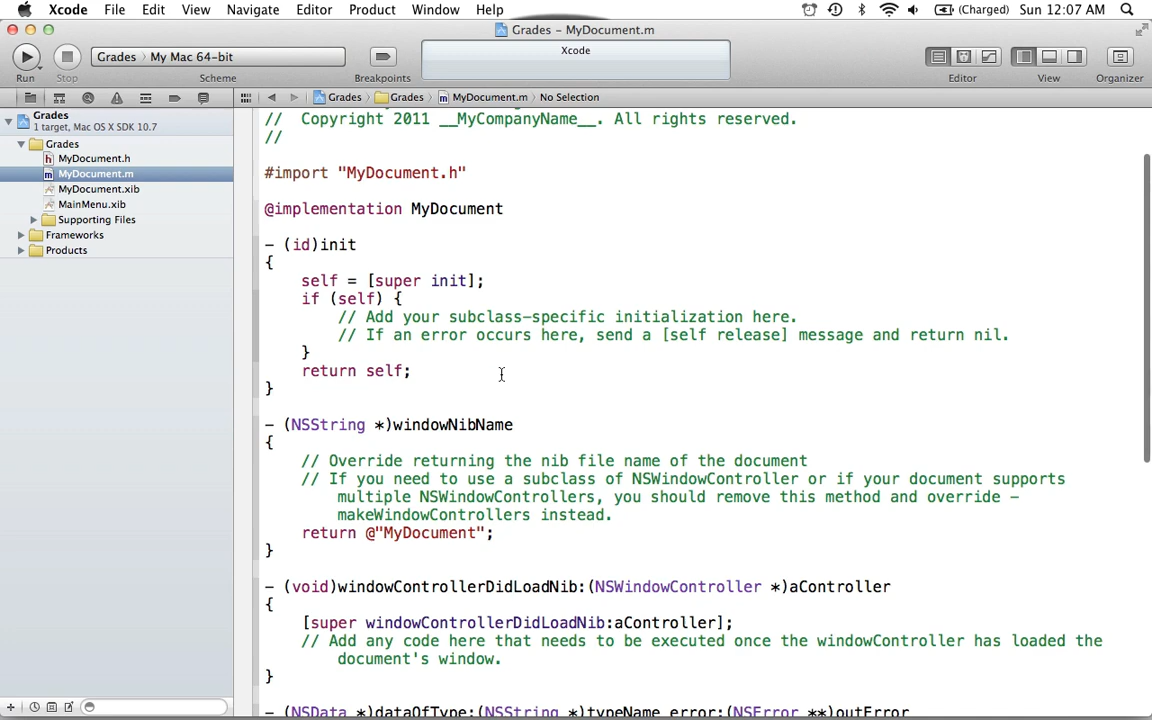 Xcode File Edit View Navigate Editor Product Window Help (Charged) Sun 12:07 AM
Grades – MyDocument.m
Grades My Mac 64-bit
Xcode
Run Stop Scheme Breakpoints Editor View Organizer
Grades Grades MyDocument.m No Selection
Grades
1 target, Mac OS X SDK 10.7
Grades
MyDocument.h
MyDocument.m
MyDocument.xib
MainMenu.xib
Supporting Files
Frameworks
Products
// Copyright 2011 __MyCompanyName__. All rights reserved.
//
#import "MyDocument.h"
@implementation MyDocument
- (id)init
{
self = [super init];
if (self) {
// Add your subclass-specific initialization here.
// If an error occurs here, send a [self release] message and return nil.
}
return self;
}
- (NSString *)windowNibName
{
// Override returning the nib file name of the document
// If you need to use a subclass of NSWindowController or if your document supports
multiple NSWindowControllers, you should remove this method and override -
makeWindowControllers instead.
return @"MyDocument";
}
- (void)windowControllerDidLoadNib:(NSWindowController *)aController
{
[super windowControllerDidLoadNib:aController];
// Add any code here that needs to be executed once the windowController has loaded the
document's window.
}
- (NSData *)dataOfType:(NSString *)typeName error:(NSError **)outError